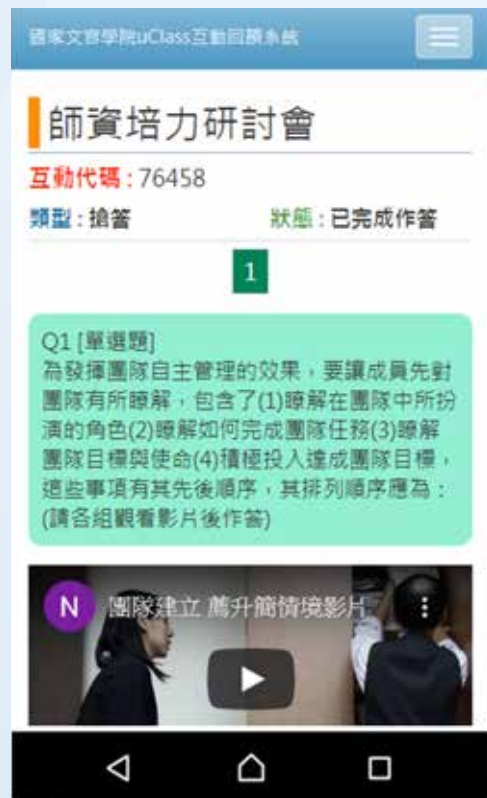 國家文官學院uClass互動回饋系統
師資培力研討會
互動代碼 : 76458
類型 : 搶答 狀態 : 已完成作答
1
Q1 [單選題]
為發揮團隊自主管理的效果，要讓成員先對
團隊有所瞭解，包含了(1)瞭解在團隊中所扮
演的角色(2)瞭解如何完成團隊任務(3)瞭解
團隊目標與使命(4)積極投入達成團隊目標，
這些事項有其先後順序，其排列順序應為：
(請各組觀看影片後作答)
N 團隊建立 薦升簡情境影片